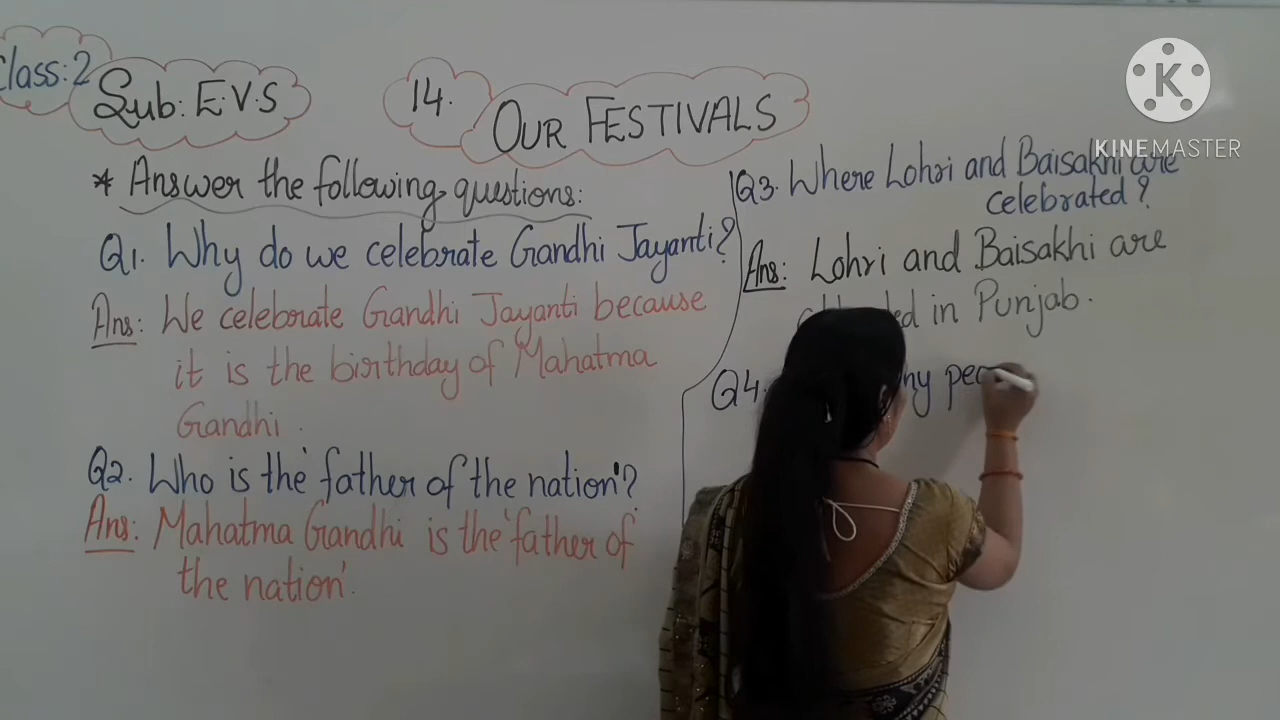 Class: 2
Sub: E.V.S
14.
OUR FESTIVALS
* Answer the following questions:
Q1. Why do we celebrate Gandhi Jayanti?
Ans: We celebrate Gandhi Jayanti because
it is the birthday of Mahatma
Gandhi.
Q2. Who is the 'father of the nation'?
Ans: Mahatma Gandhi is the 'father of
the nation'.
Q3. Where Lohri and Baisakhi are
celebrated?
Ans: Lohri and Baisakhi are
in Punjab.
Q4.
K
KINEMASTER